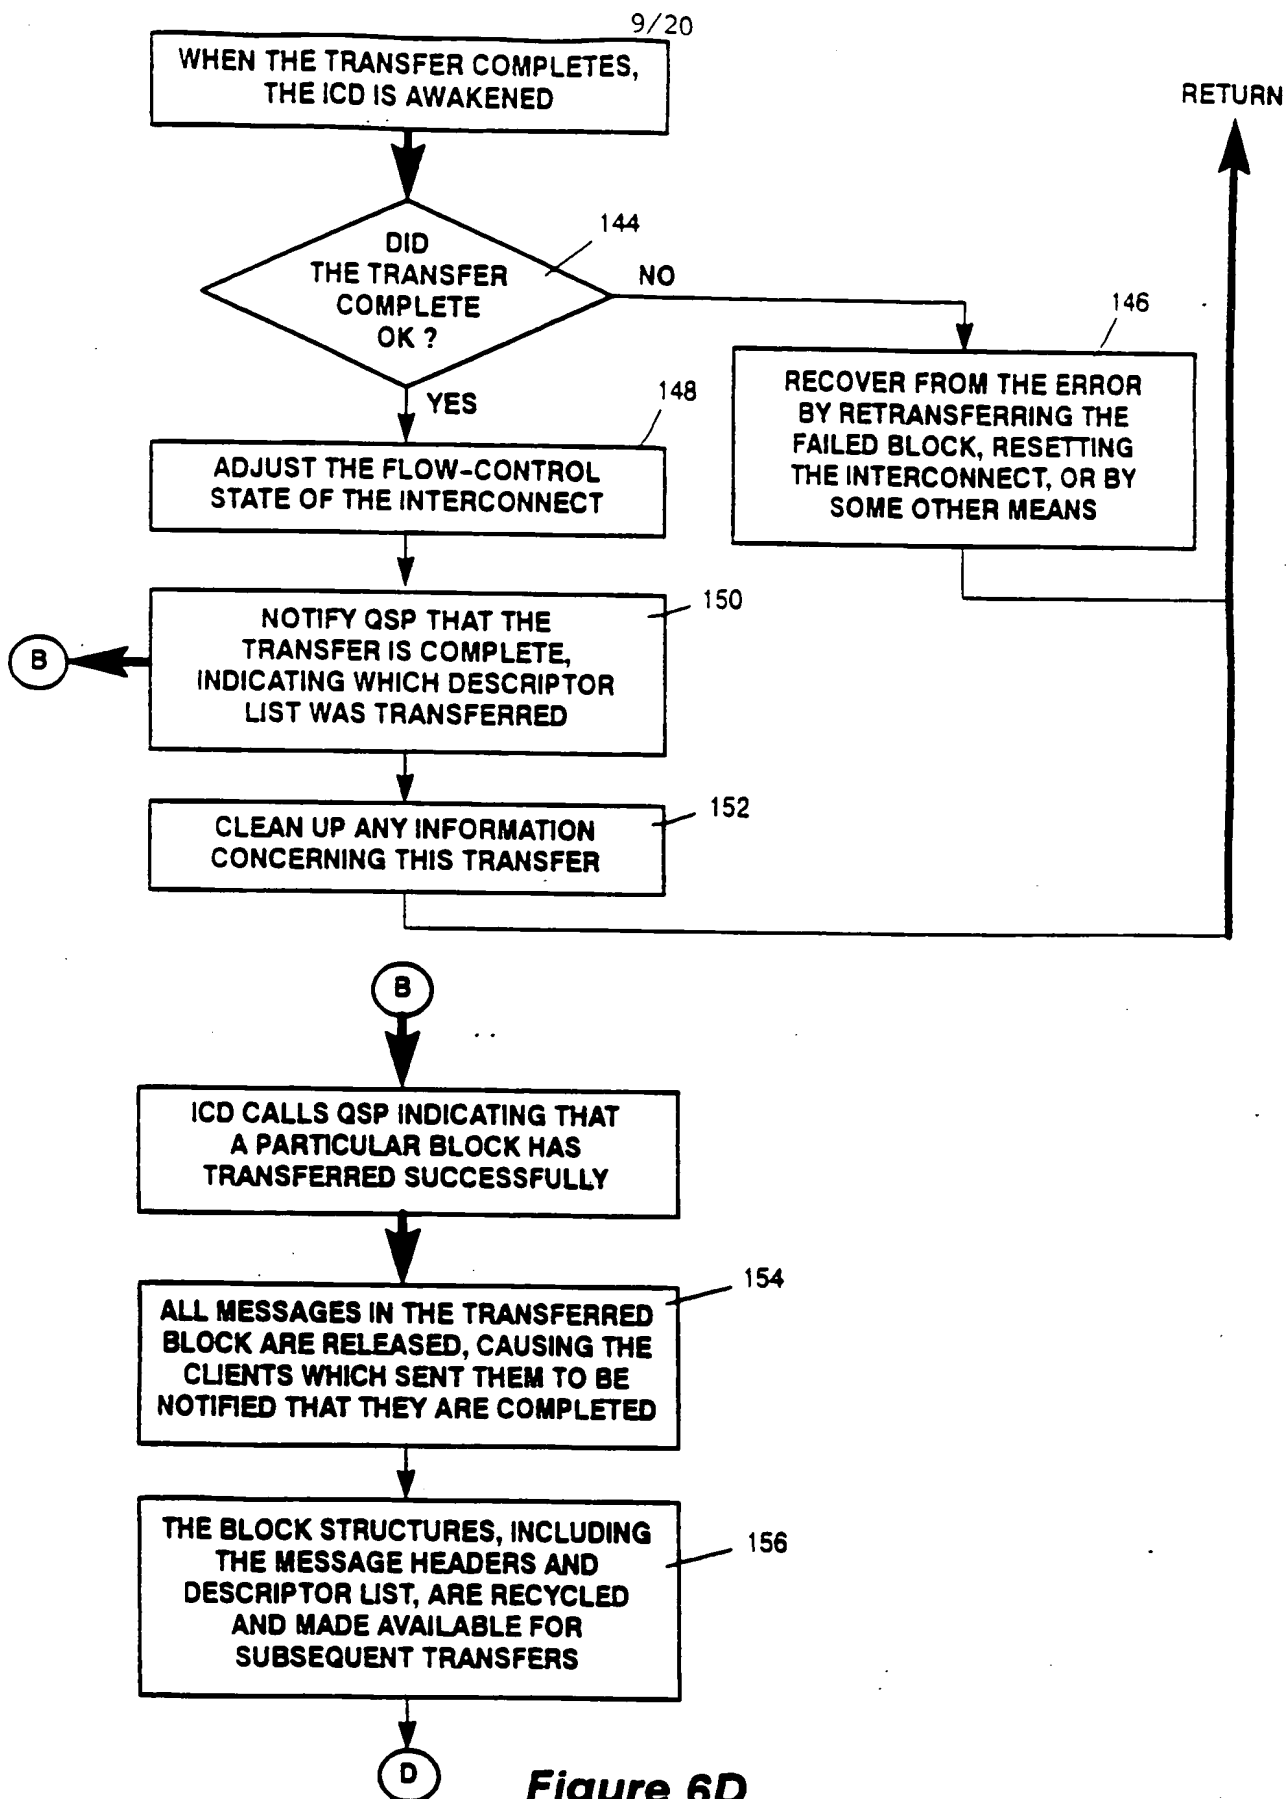 9/20
WHEN THE TRANSFER COMPLETES,
THE ICD IS AWAKENED
RETURN
144
DID
THE TRANSFER
COMPLETE
OK ?
NO
146
RECOVER FROM THE ERROR
BY RETRANSFERRING THE
FAILED BLOCK, RESETTING
THE INTERCONNECT, OR BY
SOME OTHER MEANS
YES
148
ADJUST THE FLOW-CONTROL
STATE OF THE INTERCONNECT
150
NOTIFY QSP THAT THE
TRANSFER IS COMPLETE,
INDICATING WHICH DESCRIPTOR
LIST WAS TRANSFERRED
B
152
CLEAN UP ANY INFORMATION
CONCERNING THIS TRANSFER
B
ICD CALLS QSP INDICATING THAT
A PARTICULAR BLOCK HAS
TRANSFERRED SUCCESSFULLY
154
ALL MESSAGES IN THE TRANSFERRED
BLOCK ARE RELEASED, CAUSING THE
CLIENTS WHICH SENT THEM TO BE
NOTIFIED THAT THEY ARE COMPLETED
156
THE BLOCK STRUCTURES, INCLUDING
THE MESSAGE HEADERS AND
DESCRIPTOR LIST, ARE RECYCLED
AND MADE AVAILABLE FOR
SUBSEQUENT TRANSFERS
D
Figure 6D